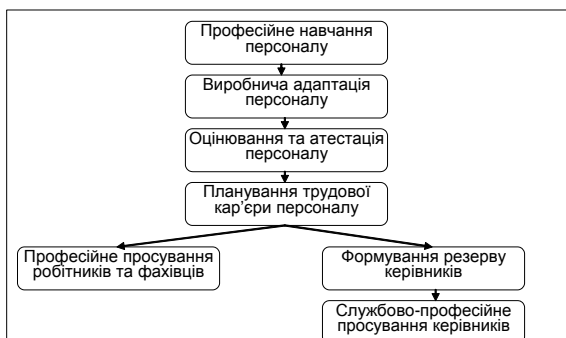 Професійне навчання
персоналу
Виробнича адаптація
персоналу
Оцінювання та атестація
персоналу
Планування трудової
кар’єри персоналу
Професійне просування
робітників та фахівців
Формування резерву
керівників
Службово-професійне
просування керівників